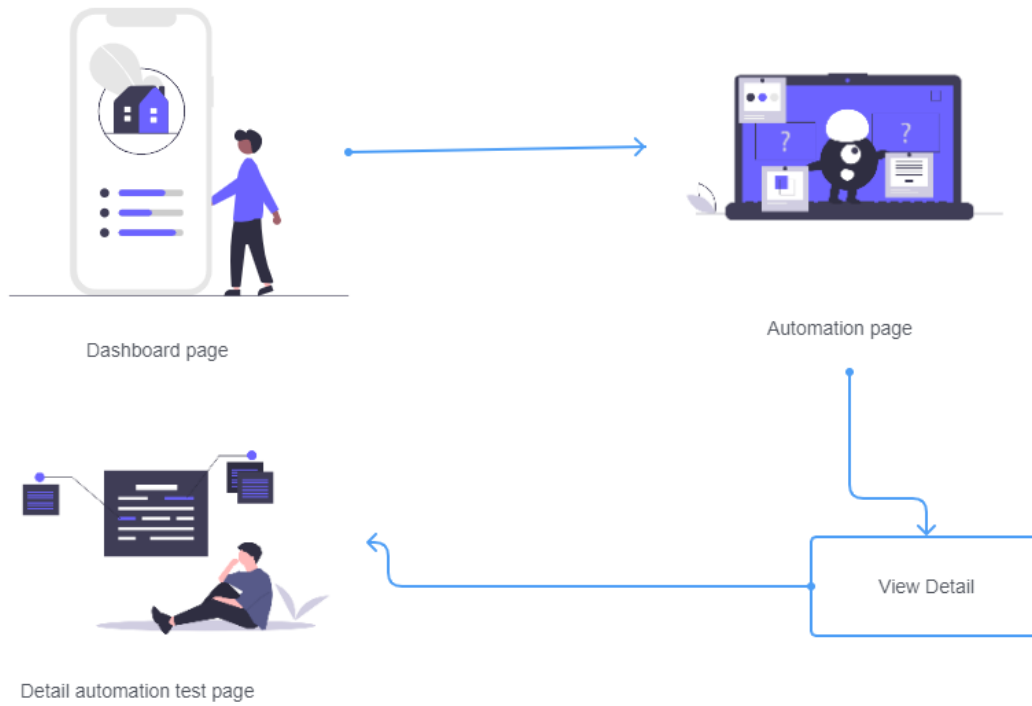 ? ?
Automation page
Dashboard page
View Detail
Detail automation test page